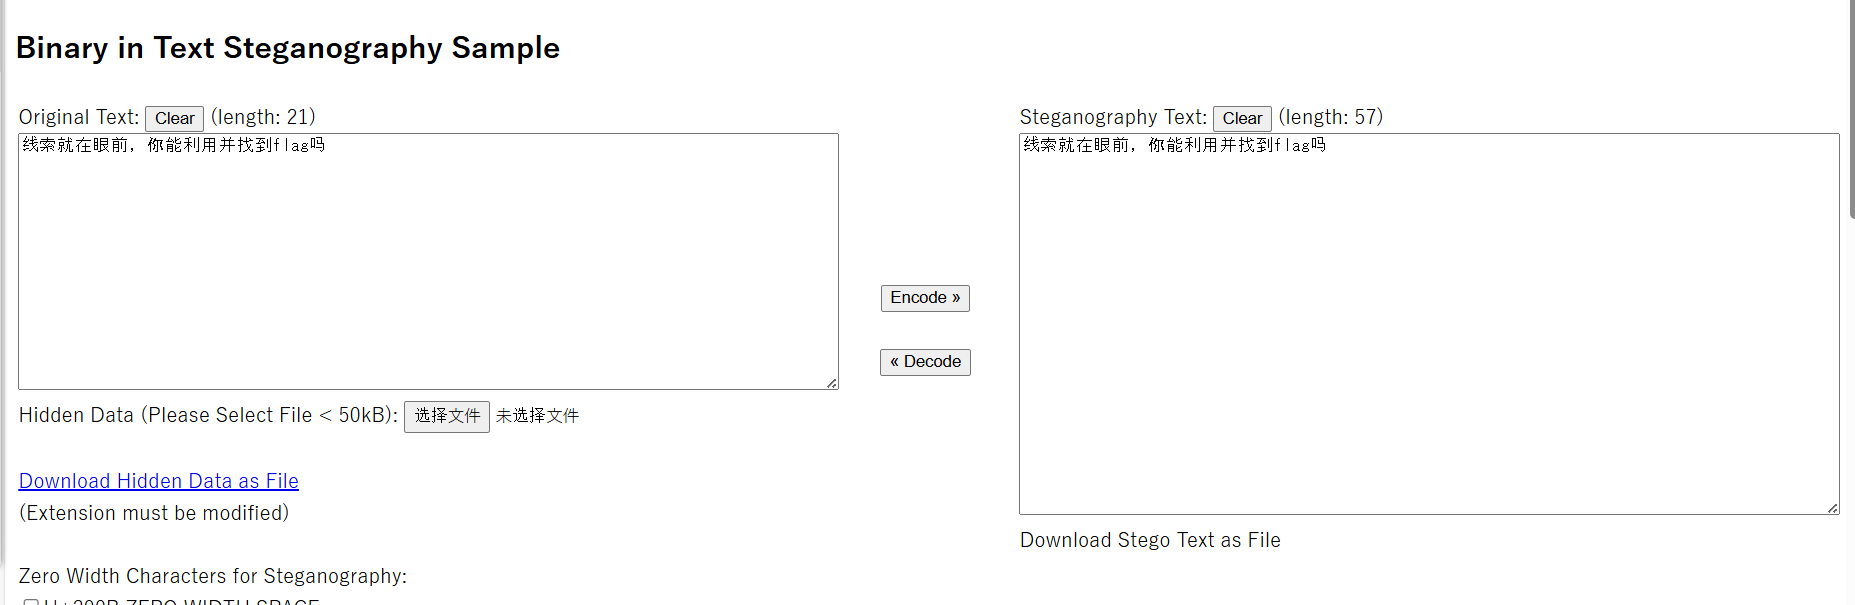 Binary in Text Steganography Sample
Original Text: Clear (length: 21)
线索就在眼前，你能利用并找到flag吗
Hidden Data (Please Select File < 50kB): 选择文件 未选择文件
Download Hidden Data as File
(Extension must be modified)
Zero Width Characters for Steganography:
U+200B ZERO WIDTH SPACE
Encode »
« Decode
Steganography Text: Clear (length: 57)
线索就在眼前，你能利用并找到flag吗
Download Stego Text as File